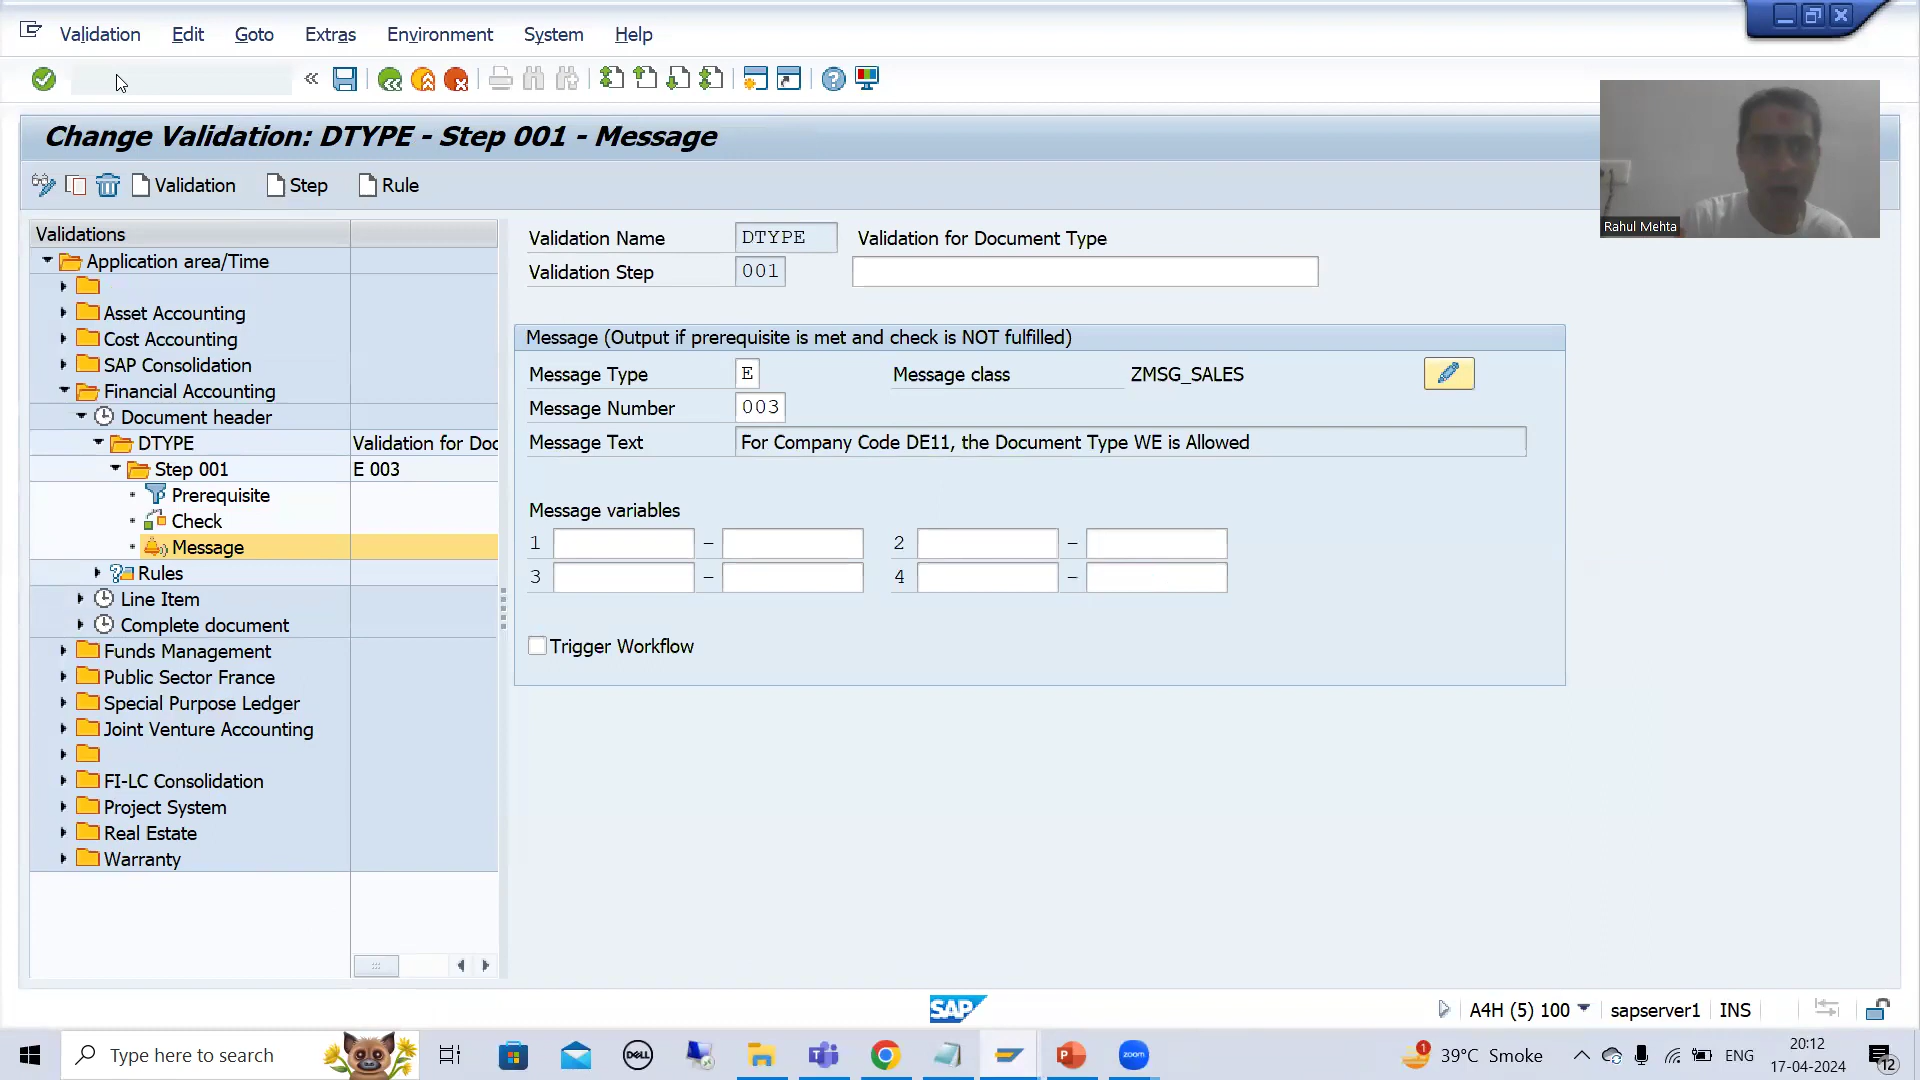 Validation Edit Goto Extras Environment System Help
Change Validation: DTYPE - Step 001 - Message
Validation Step Rule
Rahul Mehta
Validations
Application area/Time
Asset Accounting
Cost Accounting
SAP Consolidation
Financial Accounting
Document header
DTYPE Validation for Doc
Step 001 E 003
Prerequisite
Check
Message
Rules
Line Item
Complete document
Funds Management
Public Sector France
Special Purpose Ledger
Joint Venture Accounting
FI-LC Consolidation
Project System
Real Estate
Warranty
Validation Name DTYPE Validation for Document Type
Validation Step 001
Message (Output if prerequisite is met and check is NOT fulfilled)
Message Type E Message class ZMSG_SALES
Message Number 003
Message Text For Company Code DE11, the Document Type WE is Allowed
Message variables
1 – 2 –
3 – 4 –
Trigger Workflow
SAP
A4H (5) 100 sapserver1 INS
Type here to search
DELL
zoom
1
39°C Smoke
ENG
20:12
17-04-2024
12